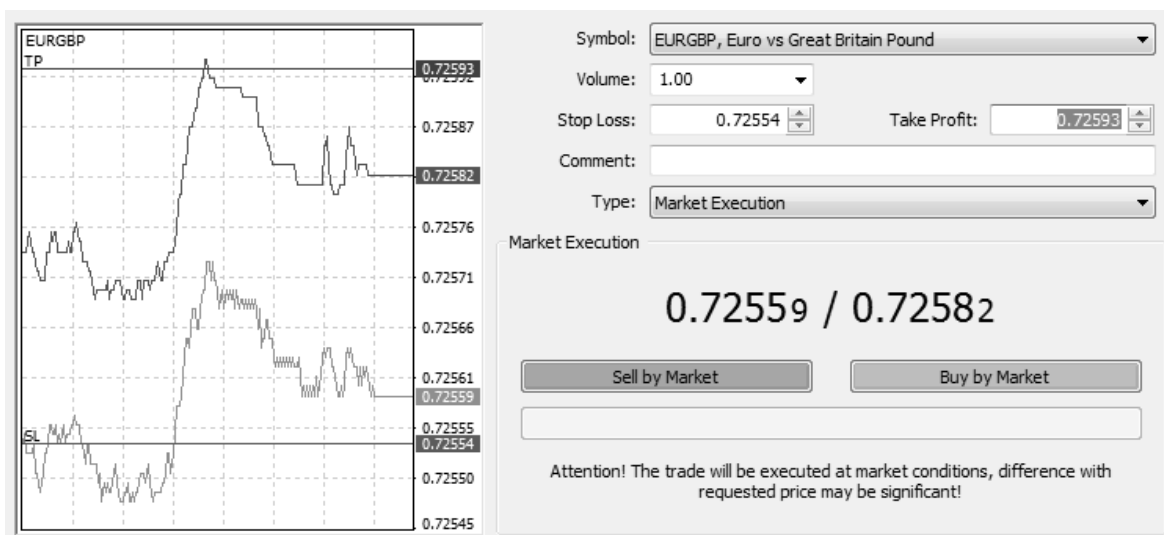 EURGBP
TP
0.72593
0.72592
0.72587
0.72582
0.72576
0.72571
0.72566
0.72561
0.72559
0.72555
SL
0.72554
0.72550
0.72545
Symbol: EURGBP, Euro vs Great Britain Pound
Volume: 1.00
Stop Loss: 0.72554 Take Profit: 0.72593
Comment:
Type: Market Execution
Market Execution
0.72559 / 0.72582
Sell by Market Buy by Market
Attention! The trade will be executed at market conditions, difference with
requested price may be significant!